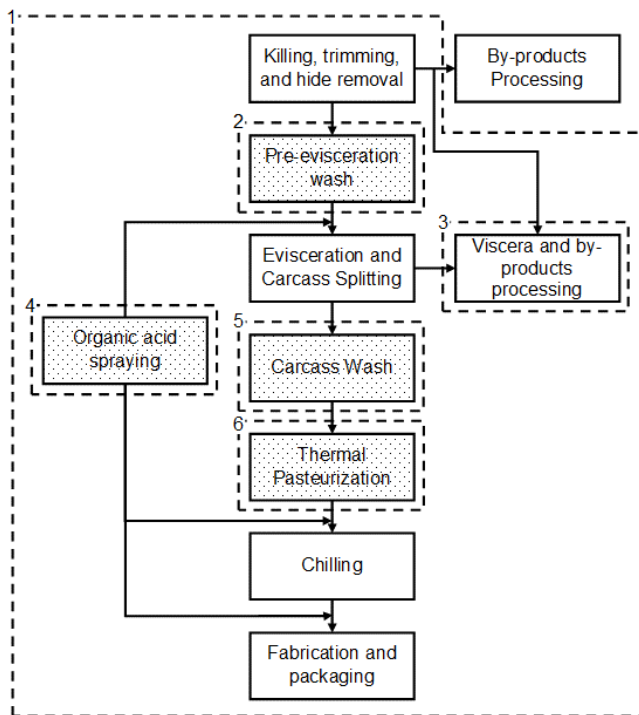 1
Killing, trimming,
and hide removal
By-products
Processing
2
Pre-evisceration
wash
3
Evisceration and
Carcass Splitting
Viscera and by-
products
processing
4
Organic acid
spraying
5
Carcass Wash
6
Thermal
Pasteurization
Chilling
Fabrication and
packaging